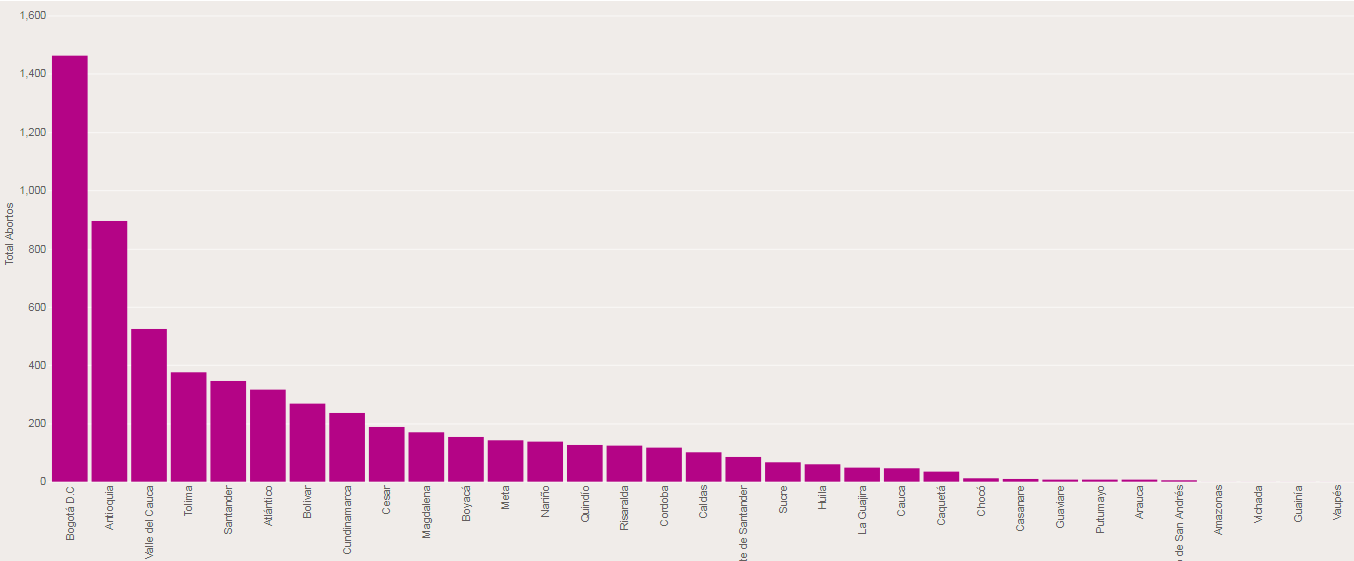 1,600
1,400
1,200
1,000
800
600
400
200
0
Total Abortos
Bogotá D.C
Antioquia
Valle del Cauca
Tolima
Santander
Atlántico
Bolivar
Cundinamarca
Cesar
Magdalena
Boyacá
Meta
Nariño
Quindío
Risaralda
Cordoba
Caldas
te de Santander
Sucre
Huila
La Guajira
Cauca
Caquetá
Chocó
Casanare
Guaviare
Putumayo
Arauca
de San Andrés
Amazonas
Vichada
Guainía
Vaupés